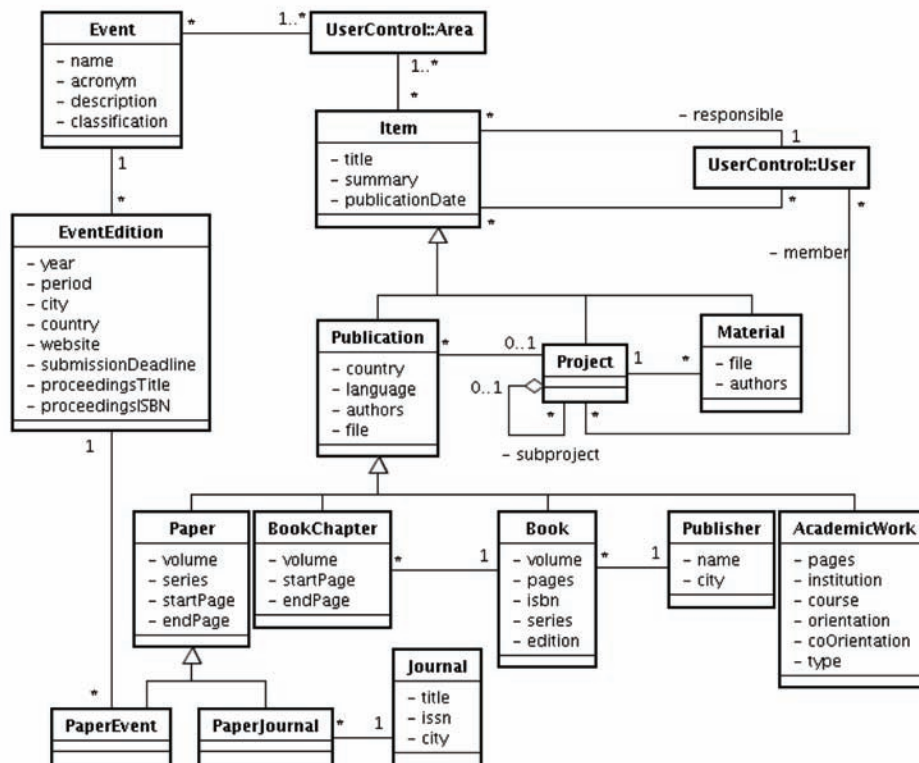 Event
- name
- acronym
- description
- classification
*
1..*
UserControl::Area
1..*
*
Item
- title
- summary
- publicationDate
*
- responsible
1
UserControl::User
*
*
*
- member
1
*
EventEdition
- year
- period
- city
- country
- website
- submissionDeadline
- proceedingsTitle
- proceedingsISBN
1
Publication
- country
- language
- authors
- file
*
0..1
Project
0..1
*
- subproject
1
*
*
Material
- file
- authors
Paper
- volume
- series
- startPage
- endPage
BookChapter
- volume
- startPage
- endPage
*
1
Book
- volume
- pages
- isbn
- series
- edition
*
1
Publisher
- name
- city
AcademicWork
- pages
- institution
- course
- orientation
- coOrientation
- type
*
PaperEvent
PaperJournal
*
1
Journal
- title
- issn
- city